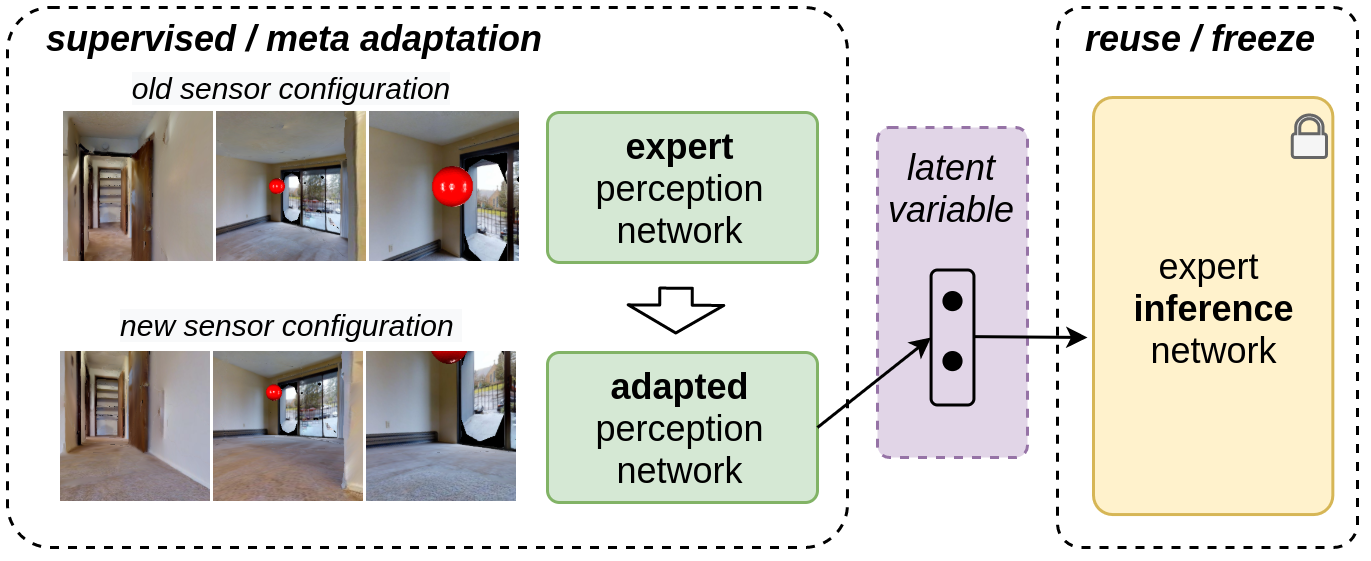 supervised / meta adaptation
old sensor configuration
expert
perception
network
new sensor configuration
adapted
perception
network
latent
variable
reuse / freeze
expert
inference
network